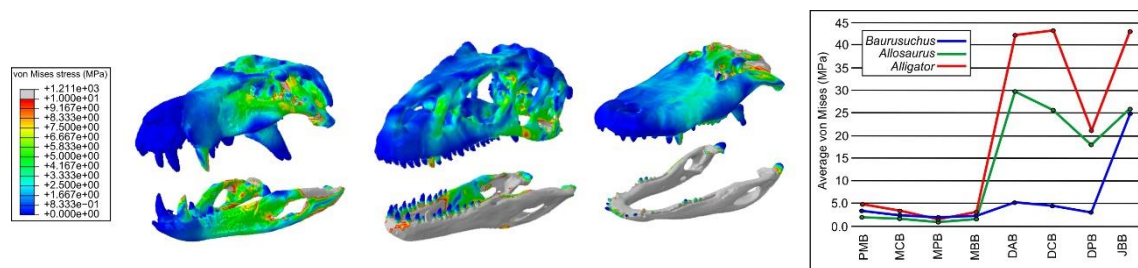 von Mises stress (MPa)
+1.211e+03
+1.000e+01
+9.167e+00
+8.333e+00
+7.500e+00
+6.667e+00
+5.833e+00
+5.000e+00
+4.167e+00
+3.333e+00
+2.500e+00
+1.667e+00
+8.333e-01
+0.000e+00
Average von Mises (MPa)
45
40
35
30
25
20
15
10
5.0
0.0
Baurusuchus
Allosaurus
Alligator
PMB
MCB
MPB
MBB
DAB
DCB
DPB
JBB